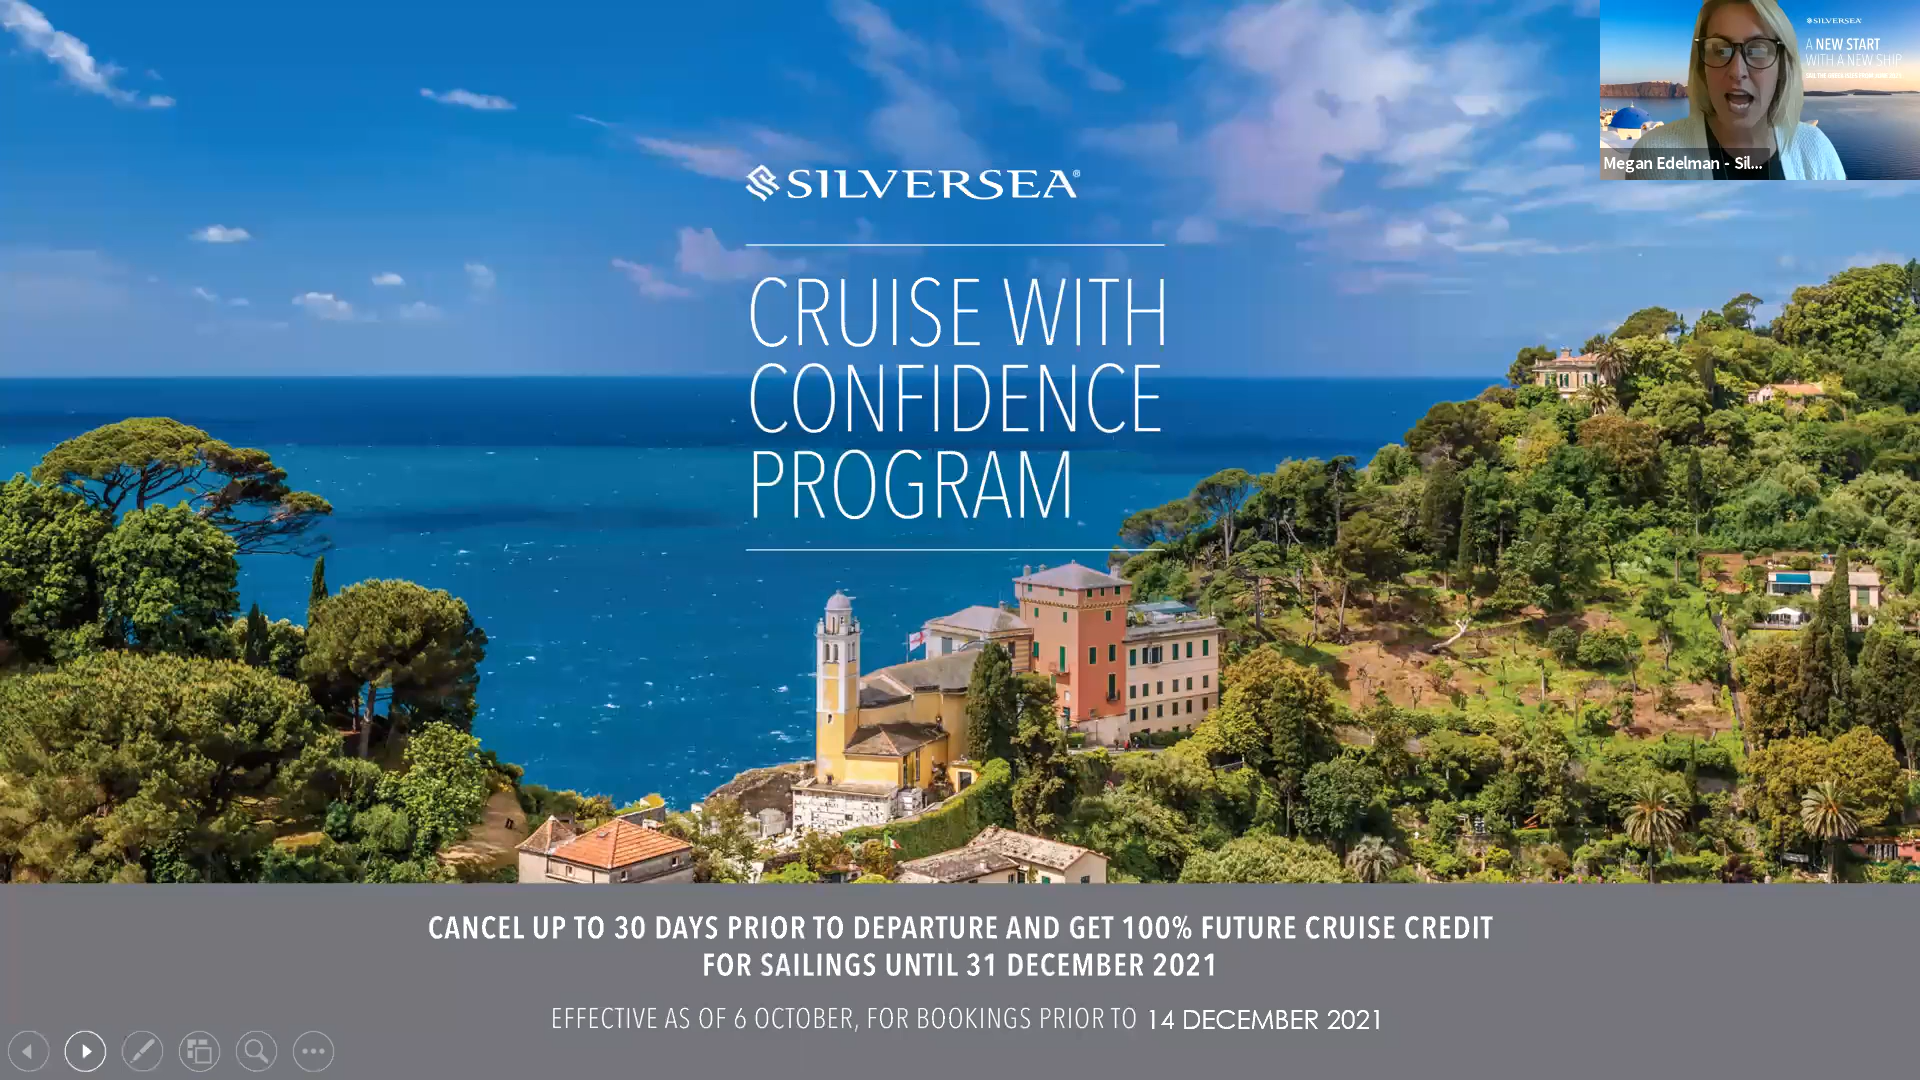 SILVERSEA®
CRUISE WITH
CONFIDENCE
PROGRAM
SILVERSEA
A NEW START
WITH A NEW SHIP
Megan Edelman - Sil...
CANCEL UP TO 30 DAYS PRIOR TO DEPARTURE AND GET 100% FUTURE CRUISE CREDIT
FOR SAILINGS UNTIL 31 DECEMBER 2021
EFFECTIVE AS OF 6 OCTOBER, FOR BOOKINGS PRIOR TO 14 DECEMBER 2021